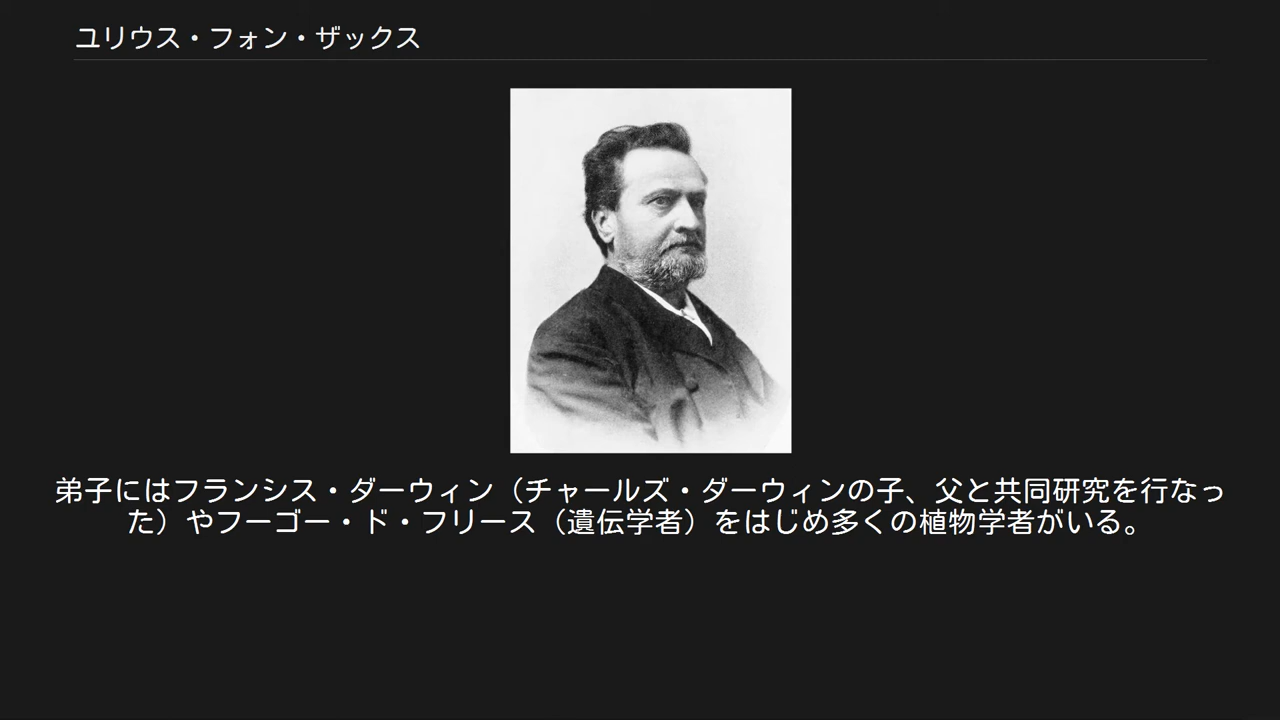 ユリウス・フォン・ザックス
弟子にはフランシス・ダーウィン（チャールズ・ダーウィンの子、父と共同研究を行なっ
た）やフーゴー・ド・フリース（遺伝学者）をはじめ多くの植物学者がいる。